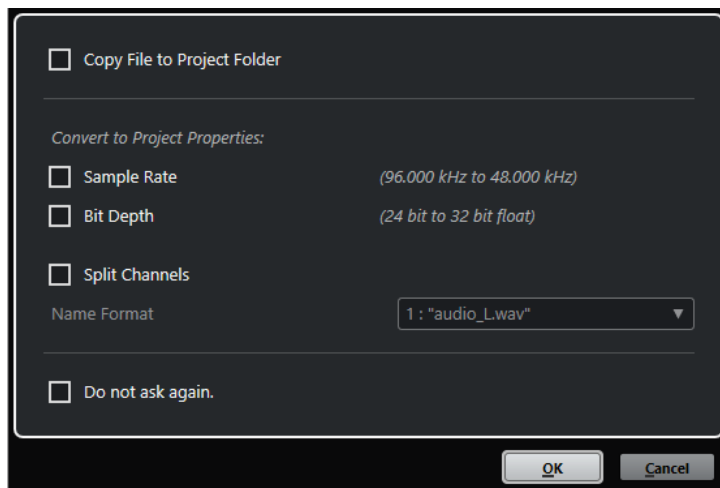 Copy File to Project Folder
Convert to Project Properties:
Sample Rate (96.000 kHz to 48.000 kHz)
Bit Depth (24 bit to 32 bit float)
Split Channels
Name Format 1 : "audio_L.wav"
Do not ask again.
OK Cancel